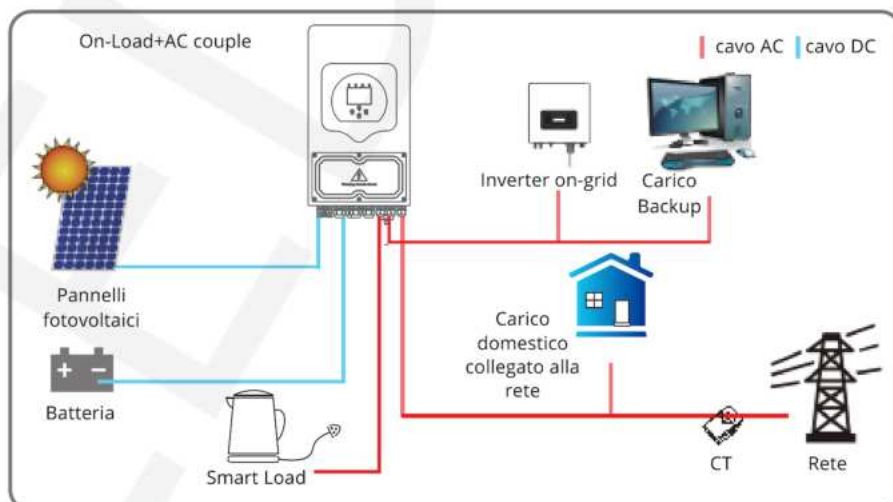 On-Load+AC couple
cavo AC
cavo DC
Inverter on-grid
Carico
Backup
Pannelli
fotovoltaici
Carico
domestico
collegato alla
rete
Batteria
Smart Load
CT
Rete